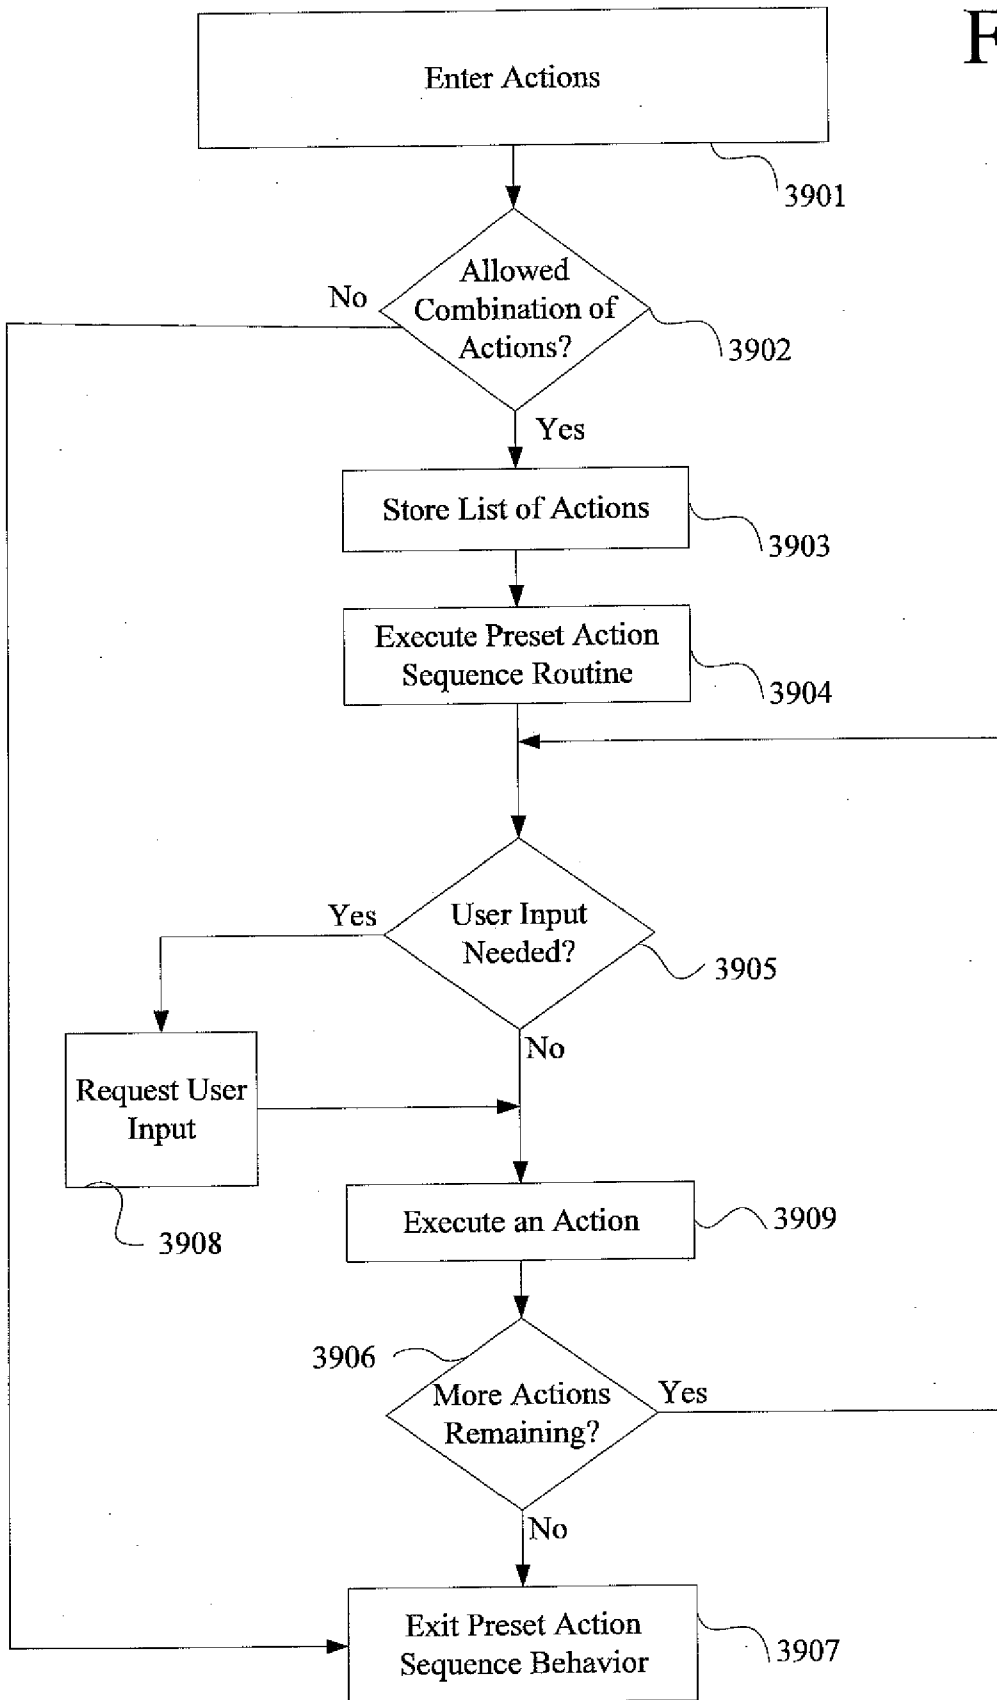 F
Enter Actions
3901
Allowed
Combination of
Actions?
No
3902
Yes
Store List of Actions
3903
Execute Preset Action
Sequence Routine
3904
Yes
User Input
Needed?
3905
No
Request User
Input
3908
Execute an Action
3909
3906
More Actions
Remaining?
Yes
No
Exit Preset Action
Sequence Behavior
3907